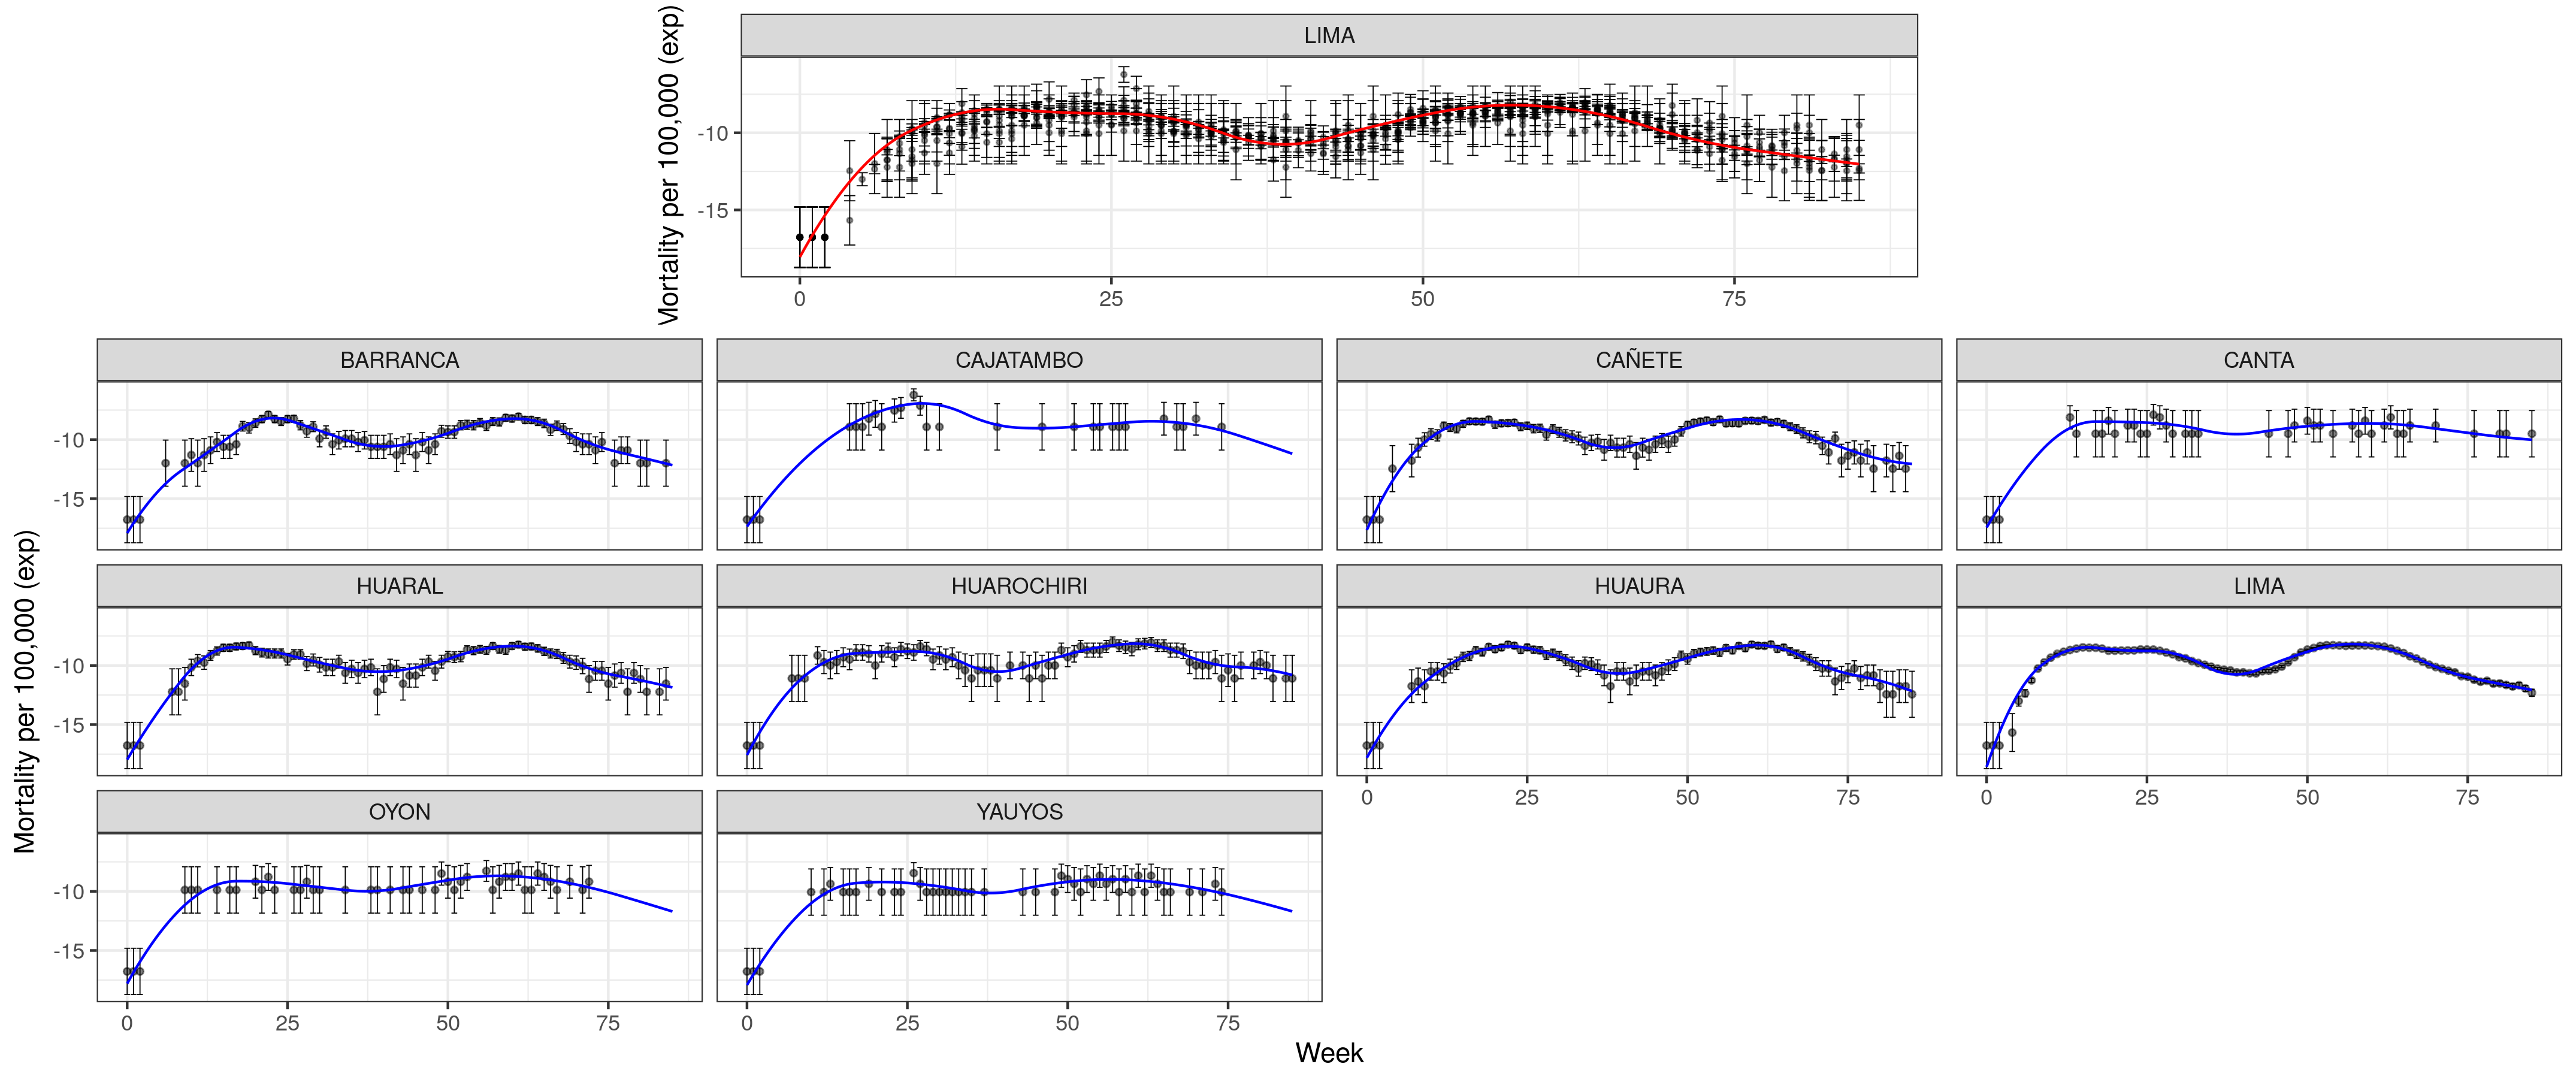 LIMA
Mortality per 100,000 (exp)
-10
-15
0 25 50 75
BARRANCA CAJATAMBO CAÑETE CANTA
-10
-15
HUARAL HUAROCHIRI HUAURA LIMA
-10
-15
0 25 50 75 0 25 50 75
OYON YAUYOS
-10
-15
0 25 50 75 0 25 50 75
Mortality per 100,000 (exp)
Week